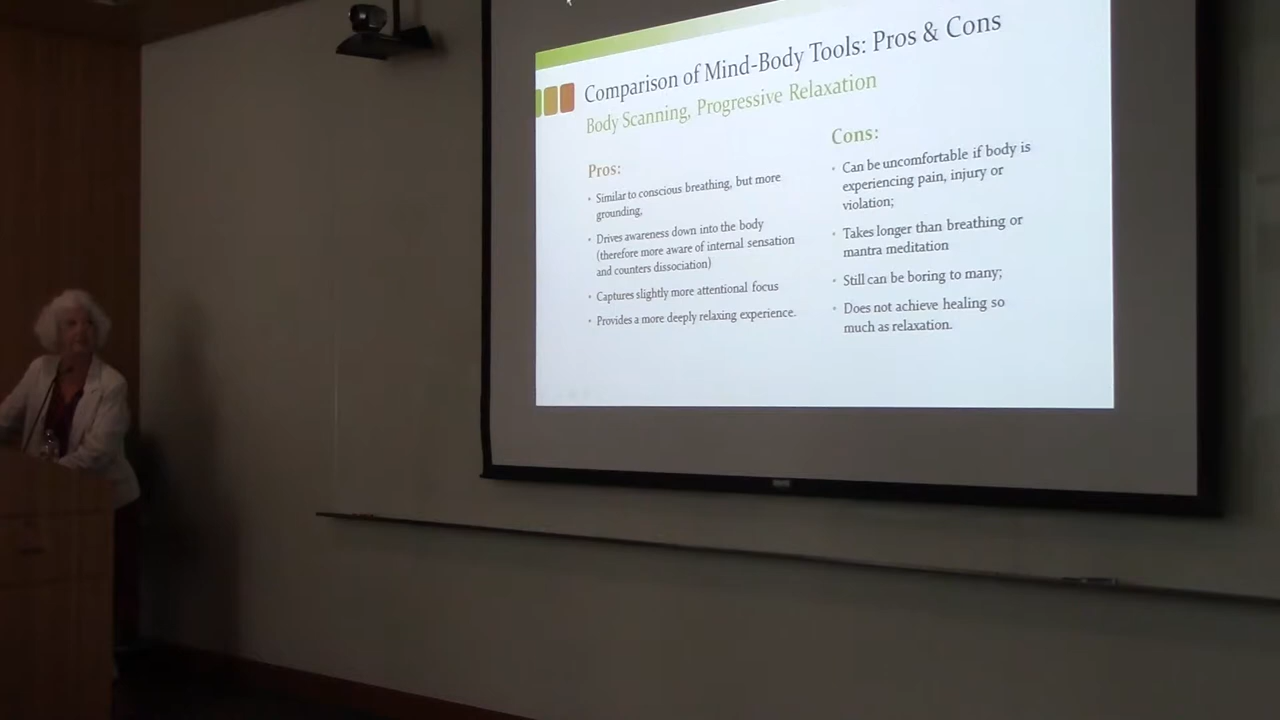 Comparison of Mind-Body Tools: Pros & Cons
Body Scanning, Progressive Relaxation
Pros:
• Similar to conscious breathing, but more
grounding,
• Drives awareness down into the body
(therefore more aware of internal sensation
and counters dissociation)
• Captures slightly more attentional focus
• Provides a more deeply relaxing experience.
Cons:
• Can be uncomfortable if body is
experiencing pain, injury or
violation;
• Takes longer than breathing or
mantra meditation
• Still can be boring to many;
• Does not achieve healing so
much as relaxation.